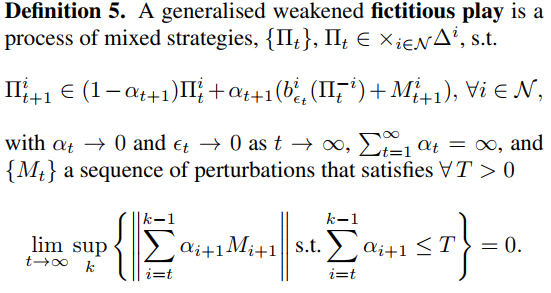 Definition 5. A generalised weakened fictitious play is a
process of mixed strategies, {Π_t}, Π_t ∈ ×_{i∈𝒩}Δ^i, s.t.
Π^i_{t+1} ∈ (1−α_{t+1})Π^i_t + α_{t+1}(b^i_{ϵ_t}(Π^{−i}_t) + M^i_{t+1}), ∀i ∈ 𝒩,
with α_t → 0 and ϵ_t → 0 as t → ∞, ∑^∞_{t=1} α_t = ∞, and
{M_t} a sequence of perturbations that satisfies ∀ T > 0
lim_{t→∞} sup_k { ‖∑^{k−1}_{i=t} α_{i+1}M_{i+1}‖ s.t. ∑^{k−1}_{i=t} α_{i+1} ≤ T } = 0.